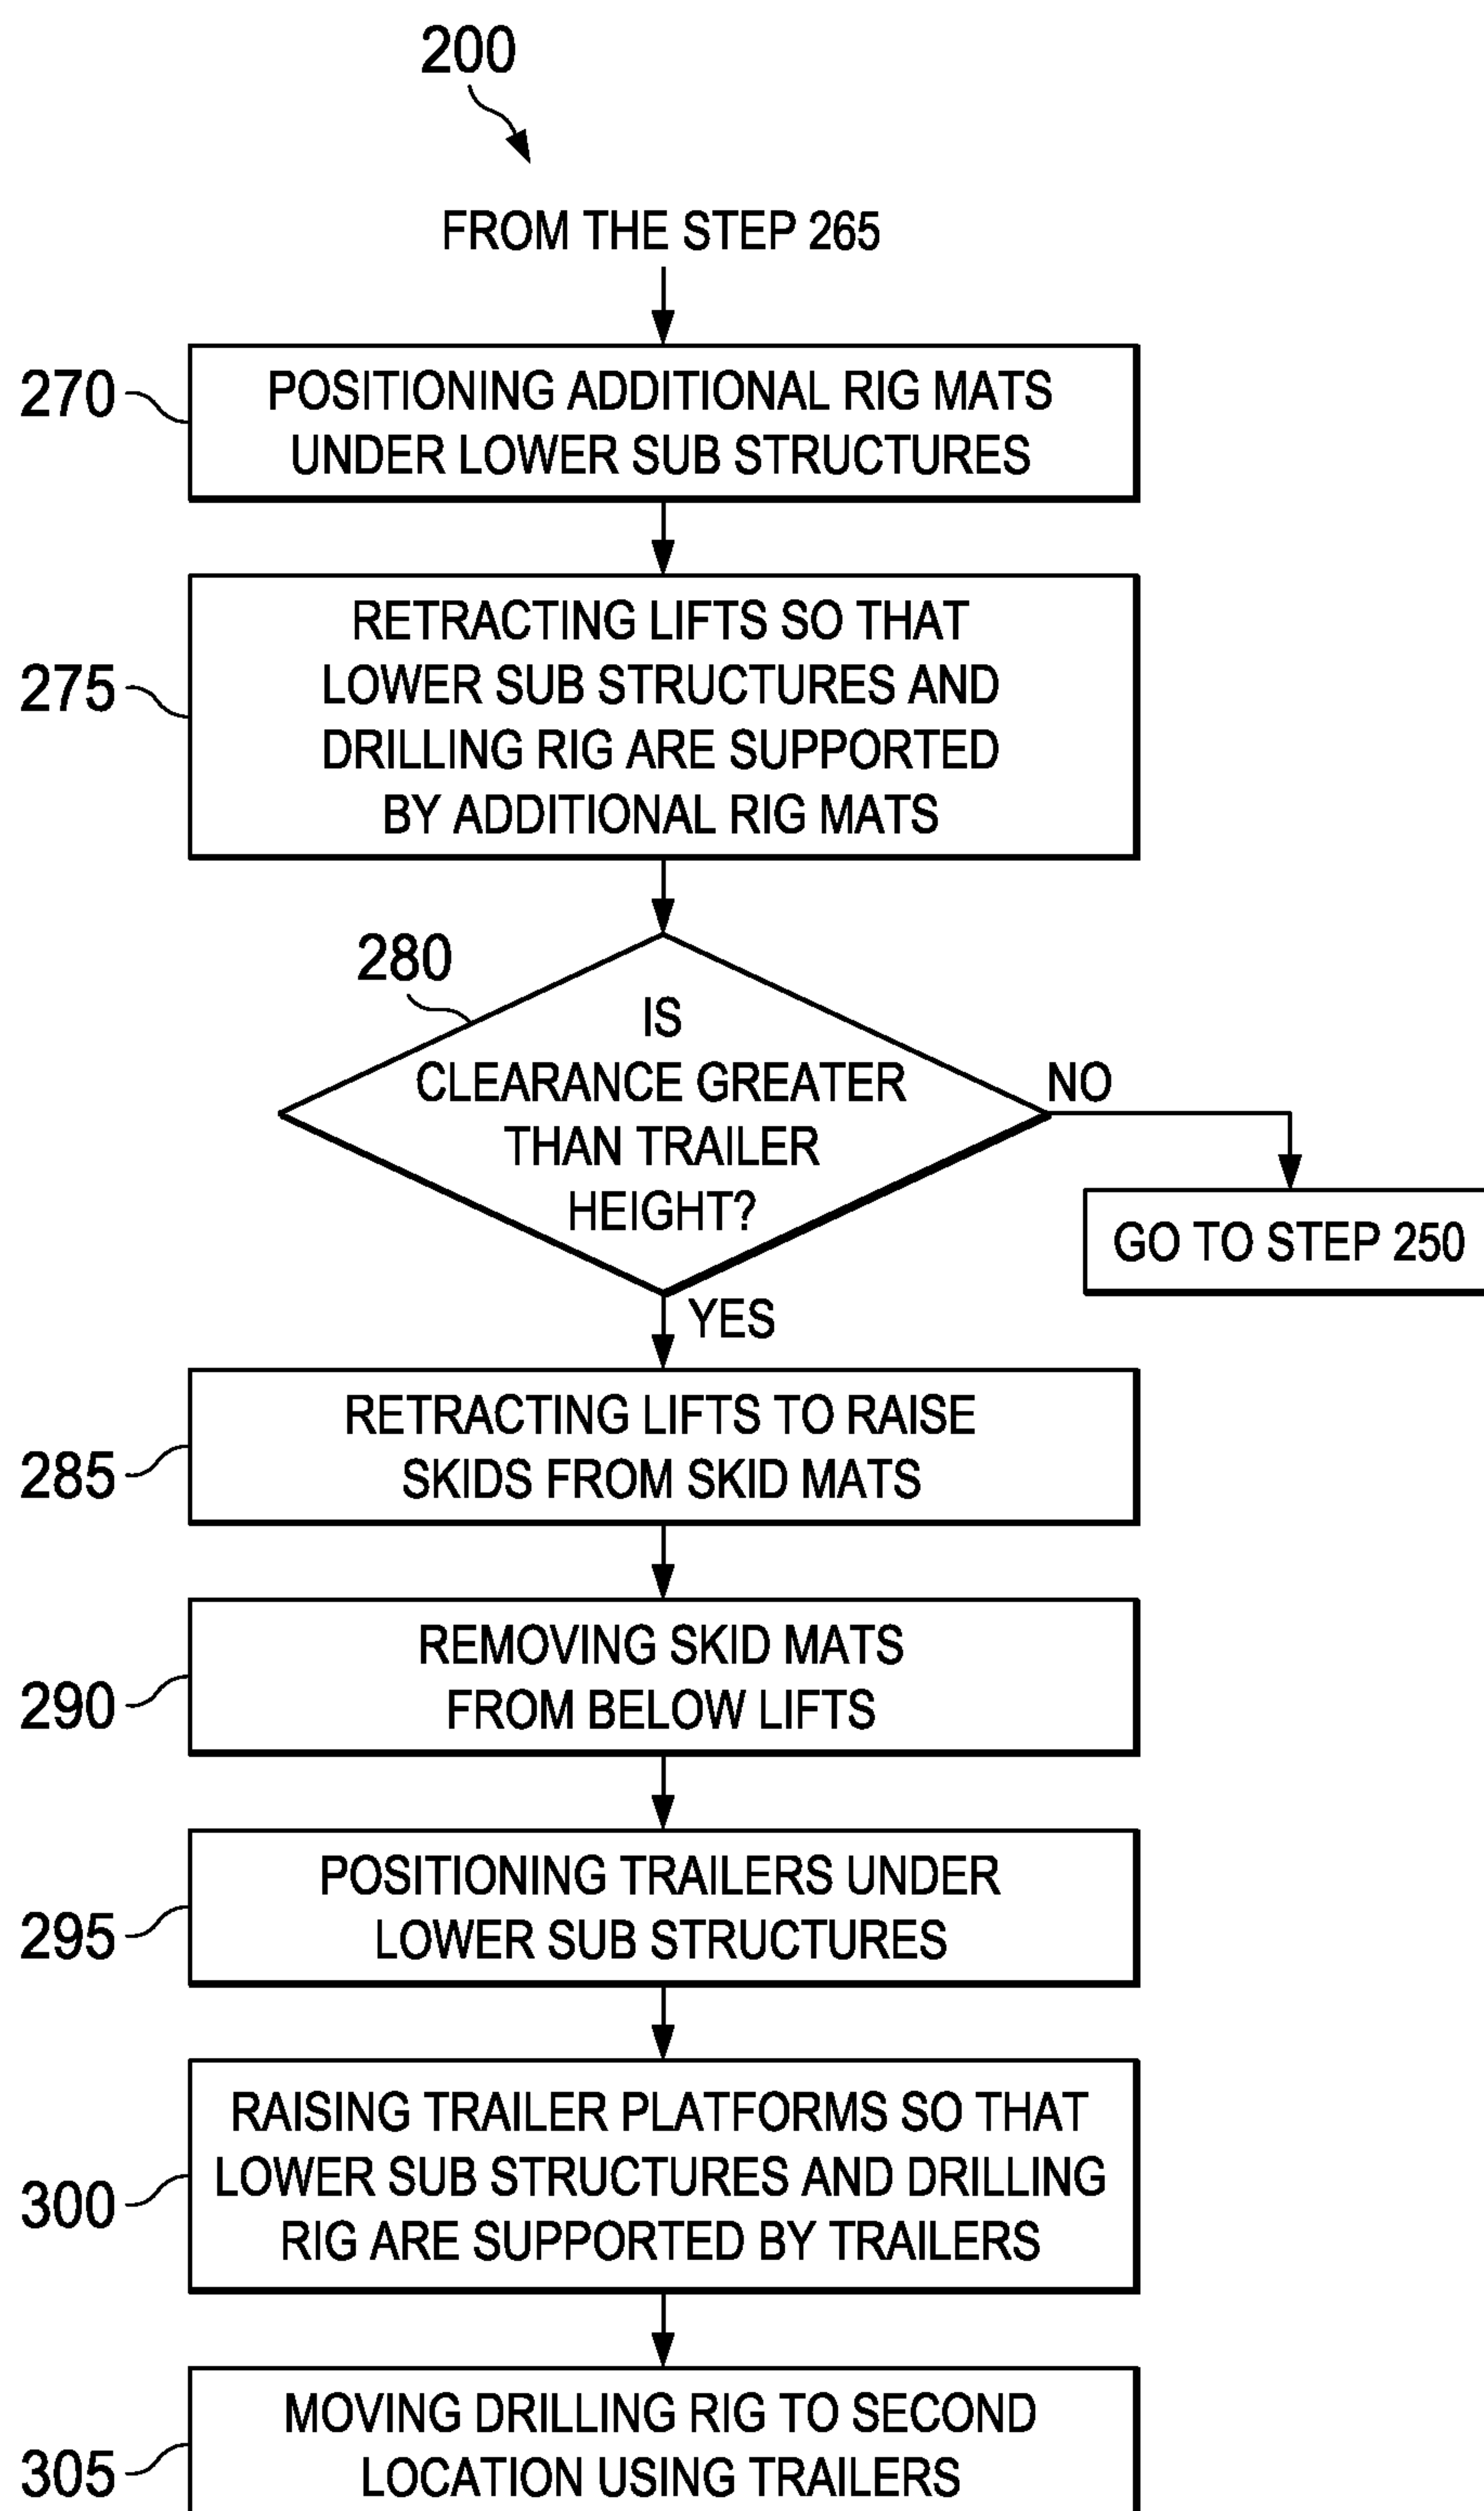 200
FROM THE STEP 265
270
POSITIONING ADDITIONAL RIG MATS
UNDER LOWER SUB STRUCTURES
275
RETRACTING LIFTS SO THAT
LOWER SUB STRUCTURES AND
DRILLING RIG ARE SUPPORTED
BY ADDITIONAL RIG MATS
280
IS
CLEARANCE GREATER
THAN TRAILER
HEIGHT?
NO
GO TO STEP 250
YES
285
RETRACTING LIFTS TO RAISE
SKIDS FROM SKID MATS
290
REMOVING SKID MATS
FROM BELOW LIFTS
295
POSITIONING TRAILERS UNDER
LOWER SUB STRUCTURES
300
RAISING TRAILER PLATFORMS SO THAT
LOWER SUB STRUCTURES AND DRILLING
RIG ARE SUPPORTED BY TRAILERS
305
MOVING DRILLING RIG TO SECOND
LOCATION USING TRAILERS